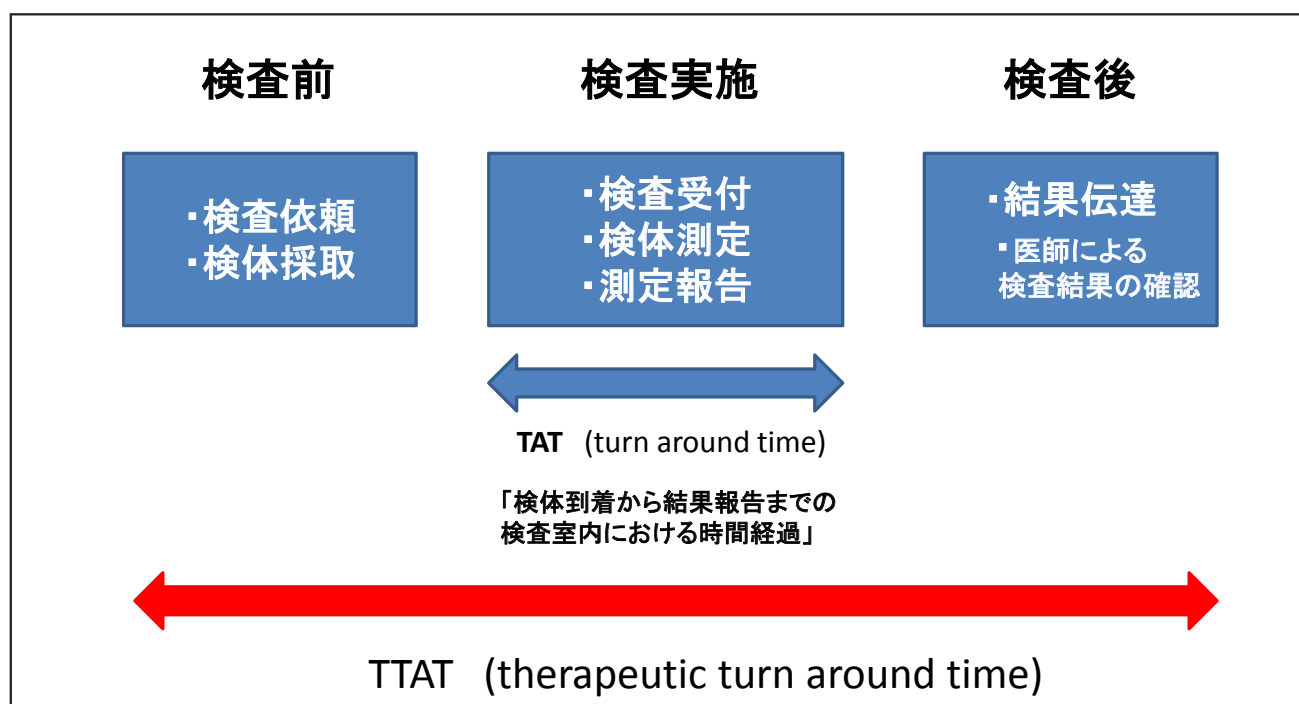 検査前
検査実施
検査後
・検査依頼
・検体採取
・検査受付
・検体測定
・測定報告
・結果伝達
・医師による
検査結果の確認
TAT (turn around time)
「検体到着から結果報告までの
検査室内における時間経過」
TTAT (therapeutic turn around time)